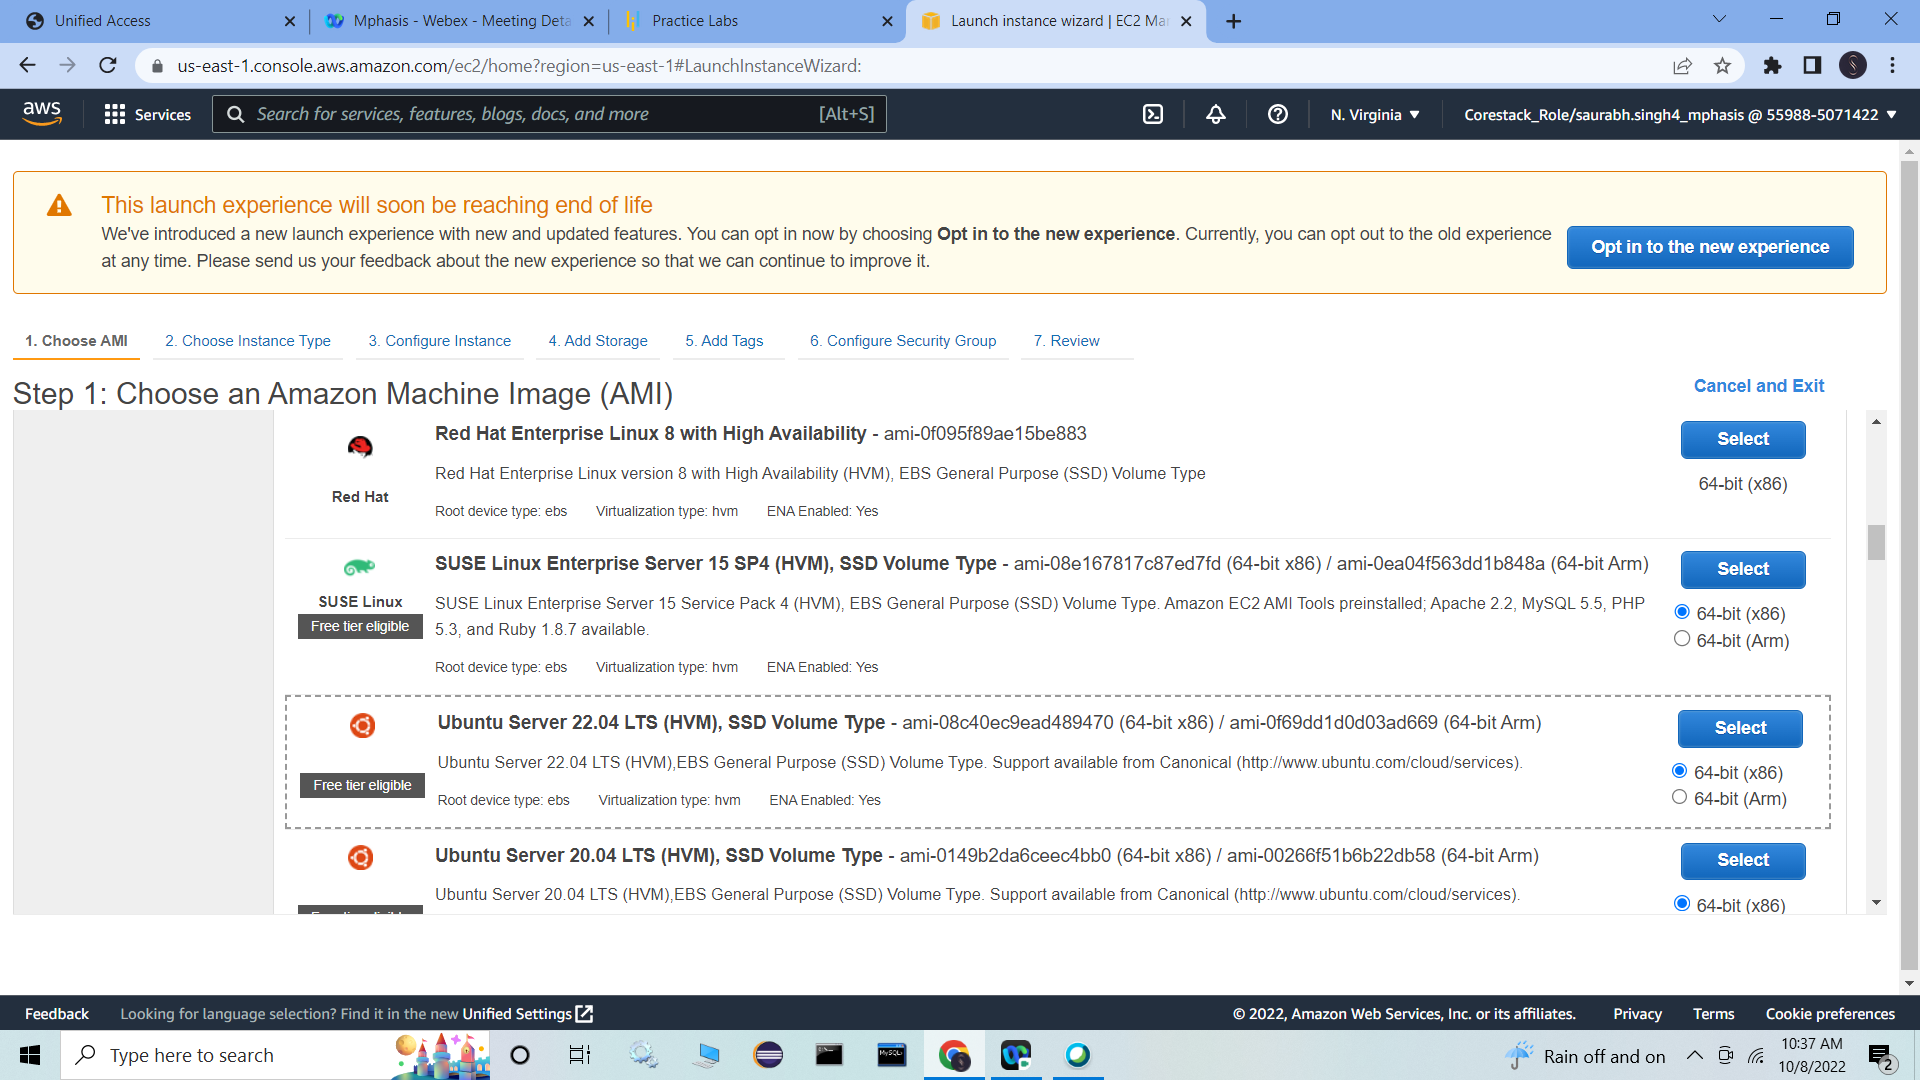 Unified Access
Mphasis - Webex - Meeting Deta
Practice Labs
Launch instance wizard | EC2 Mar
us-east-1.console.aws.amazon.com/ec2/home?region=us-east-1#LaunchInstanceWizard:
aws
Services
Search for services, features, blogs, docs, and more
[Alt+S]
N. Virginia
Corestack_Role/saurabh.singh4_mphasis @ 55988-5071422
This launch experience will soon be reaching end of life
We've introduced a new launch experience with new and updated features. You can opt in now by choosing Opt in to the new experience. Currently, you can opt out to the old experience
at any time. Please send us your feedback about the new experience so that we can continue to improve it.
Opt in to the new experience
1. Choose AMI
2. Choose Instance Type
3. Configure Instance
4. Add Storage
5. Add Tags
6. Configure Security Group
7. Review
Step 1: Choose an Amazon Machine Image (AMI)
Cancel and Exit
Red Hat
Red Hat Enterprise Linux 8 with High Availability - ami-0f095f89ae15be883
Red Hat Enterprise Linux version 8 with High Availability (HVM), EBS General Purpose (SSD) Volume Type
Root device type: ebs Virtualization type: hvm ENA Enabled: Yes
Select
64-bit (x86)
SUSE Linux
Free tier eligible
SUSE Linux Enterprise Server 15 SP4 (HVM), SSD Volume Type - ami-08e167817c87ed7fd (64-bit x86) / ami-0ea04f563dd1b848a (64-bit Arm)
SUSE Linux Enterprise Server 15 Service Pack 4 (HVM), EBS General Purpose (SSD) Volume Type. Amazon EC2 AMI Tools preinstalled; Apache 2.2, MySQL 5.5, PHP
5.3, and Ruby 1.8.7 available.
Root device type: ebs Virtualization type: hvm ENA Enabled: Yes
Select
64-bit (x86)
64-bit (Arm)
Free tier eligible
Ubuntu Server 22.04 LTS (HVM), SSD Volume Type - ami-08c40ec9ead489470 (64-bit x86) / ami-0f69dd1d0d03ad669 (64-bit Arm)
Ubuntu Server 22.04 LTS (HVM),EBS General Purpose (SSD) Volume Type. Support available from Canonical (http://www.ubuntu.com/cloud/services).
Root device type: ebs Virtualization type: hvm ENA Enabled: Yes
Select
64-bit (x86)
64-bit (Arm)
Ubuntu Server 20.04 LTS (HVM), SSD Volume Type - ami-0149b2da6ceec4bb0 (64-bit x86) / ami-00266f51b6b22db58 (64-bit Arm)
Ubuntu Server 20.04 LTS (HVM),EBS General Purpose (SSD) Volume Type. Support available from Canonical (http://www.ubuntu.com/cloud/services).
Select
64-bit (x86)
Feedback
Looking for language selection? Find it in the new Unified Settings
© 2022, Amazon Web Services, Inc. or its affiliates.
Privacy
Terms
Cookie preferences
Type here to search
MySQL
Rain off and on
10:37 AM
10/8/2022
2